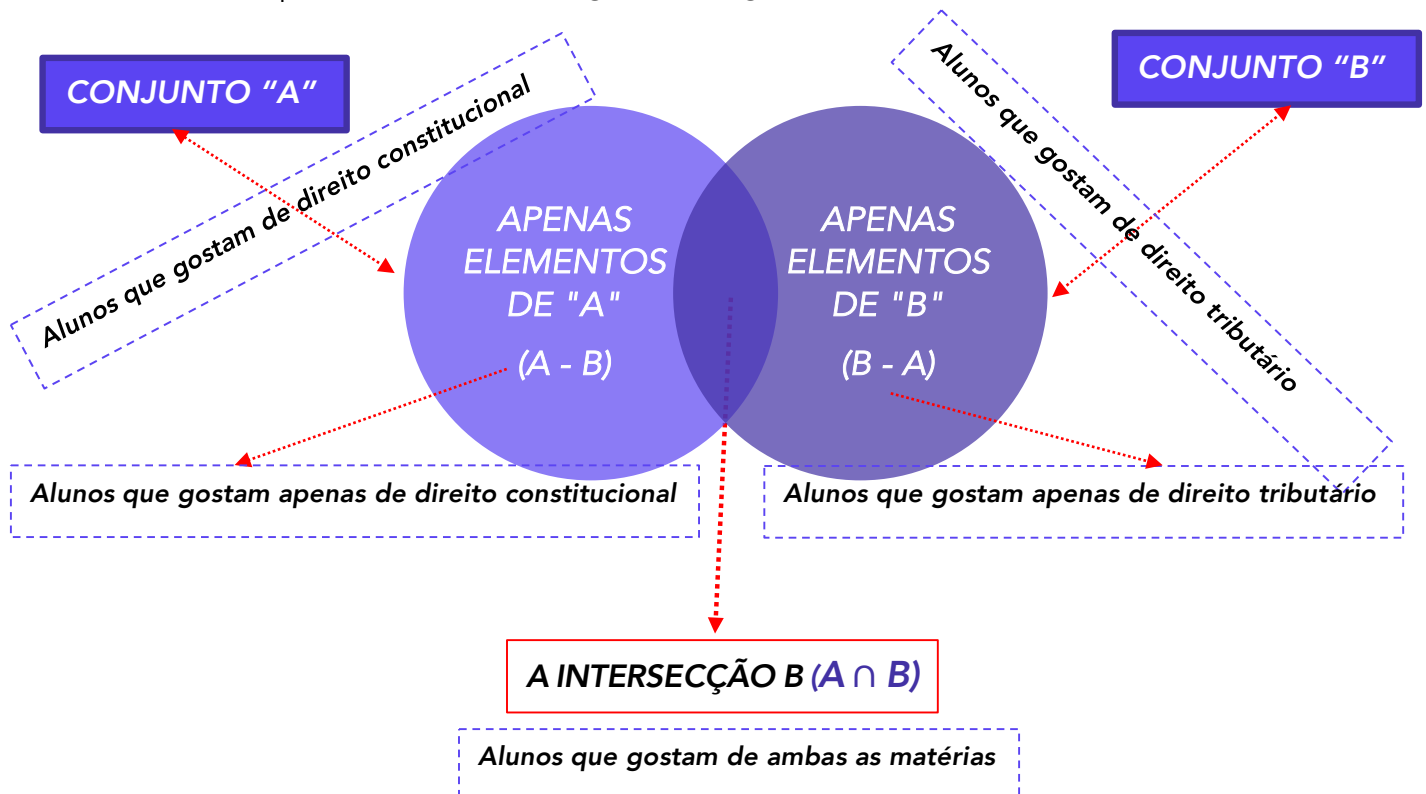 CONJUNTO "A"
CONJUNTO "B"
Alunos que gostam de direito constitucional
Alunos que gostam de direito tributário
APENAS
ELEMENTOS
DE "A"
(A - B)
APENAS
ELEMENTOS
DE "B"
(B - A)
Alunos que gostam apenas de direito constitucional
Alunos que gostam apenas de direito tributário
A INTERSECÇÃO B (A ∩ B)
Alunos que gostam de ambas as matérias